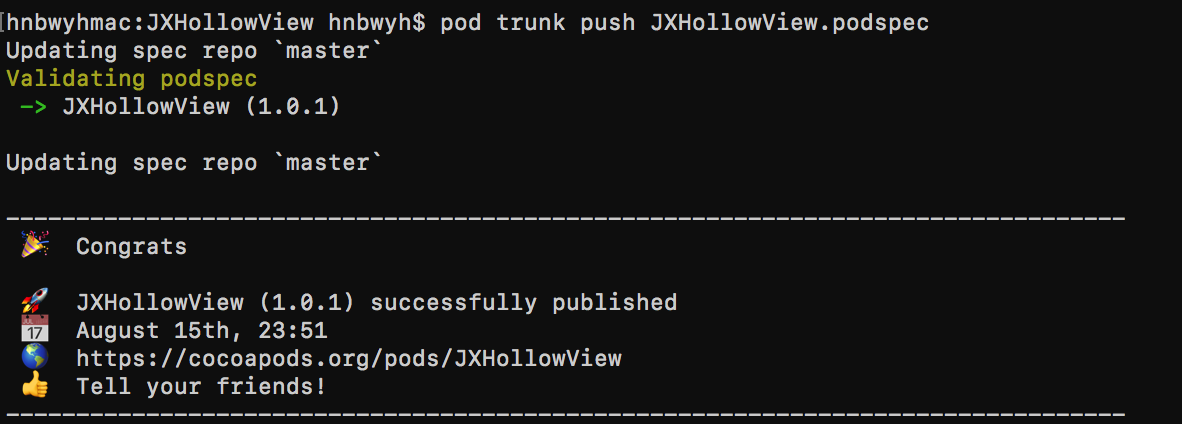 [hnbwyhmac:JXHollowView hnbwyh$ pod trunk push JXHollowView.podspec
Updating spec repo `master`
Validating podspec
-> JXHollowView (1.0.1)
Updating spec repo `master`
Congrats
JXHollowView (1.0.1) successfully published
JUL 17
August 15th, 23:51
https://cocoapods.org/pods/JXHollowView
Tell your friends!